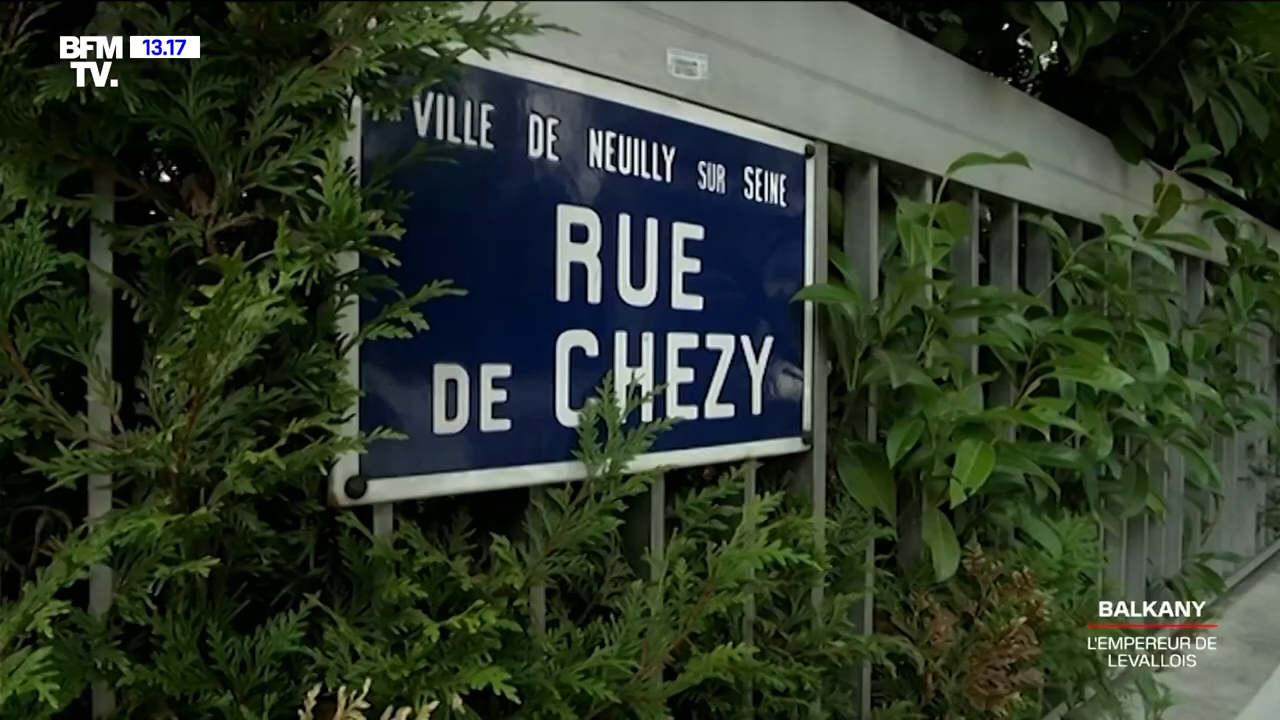 BFM 13.17
TV.
VILLE DE NEUILLY SUR SEINE
RUE
DE CHEZY
BALKANY
L'EMPEREUR DE
LEVALLOIS